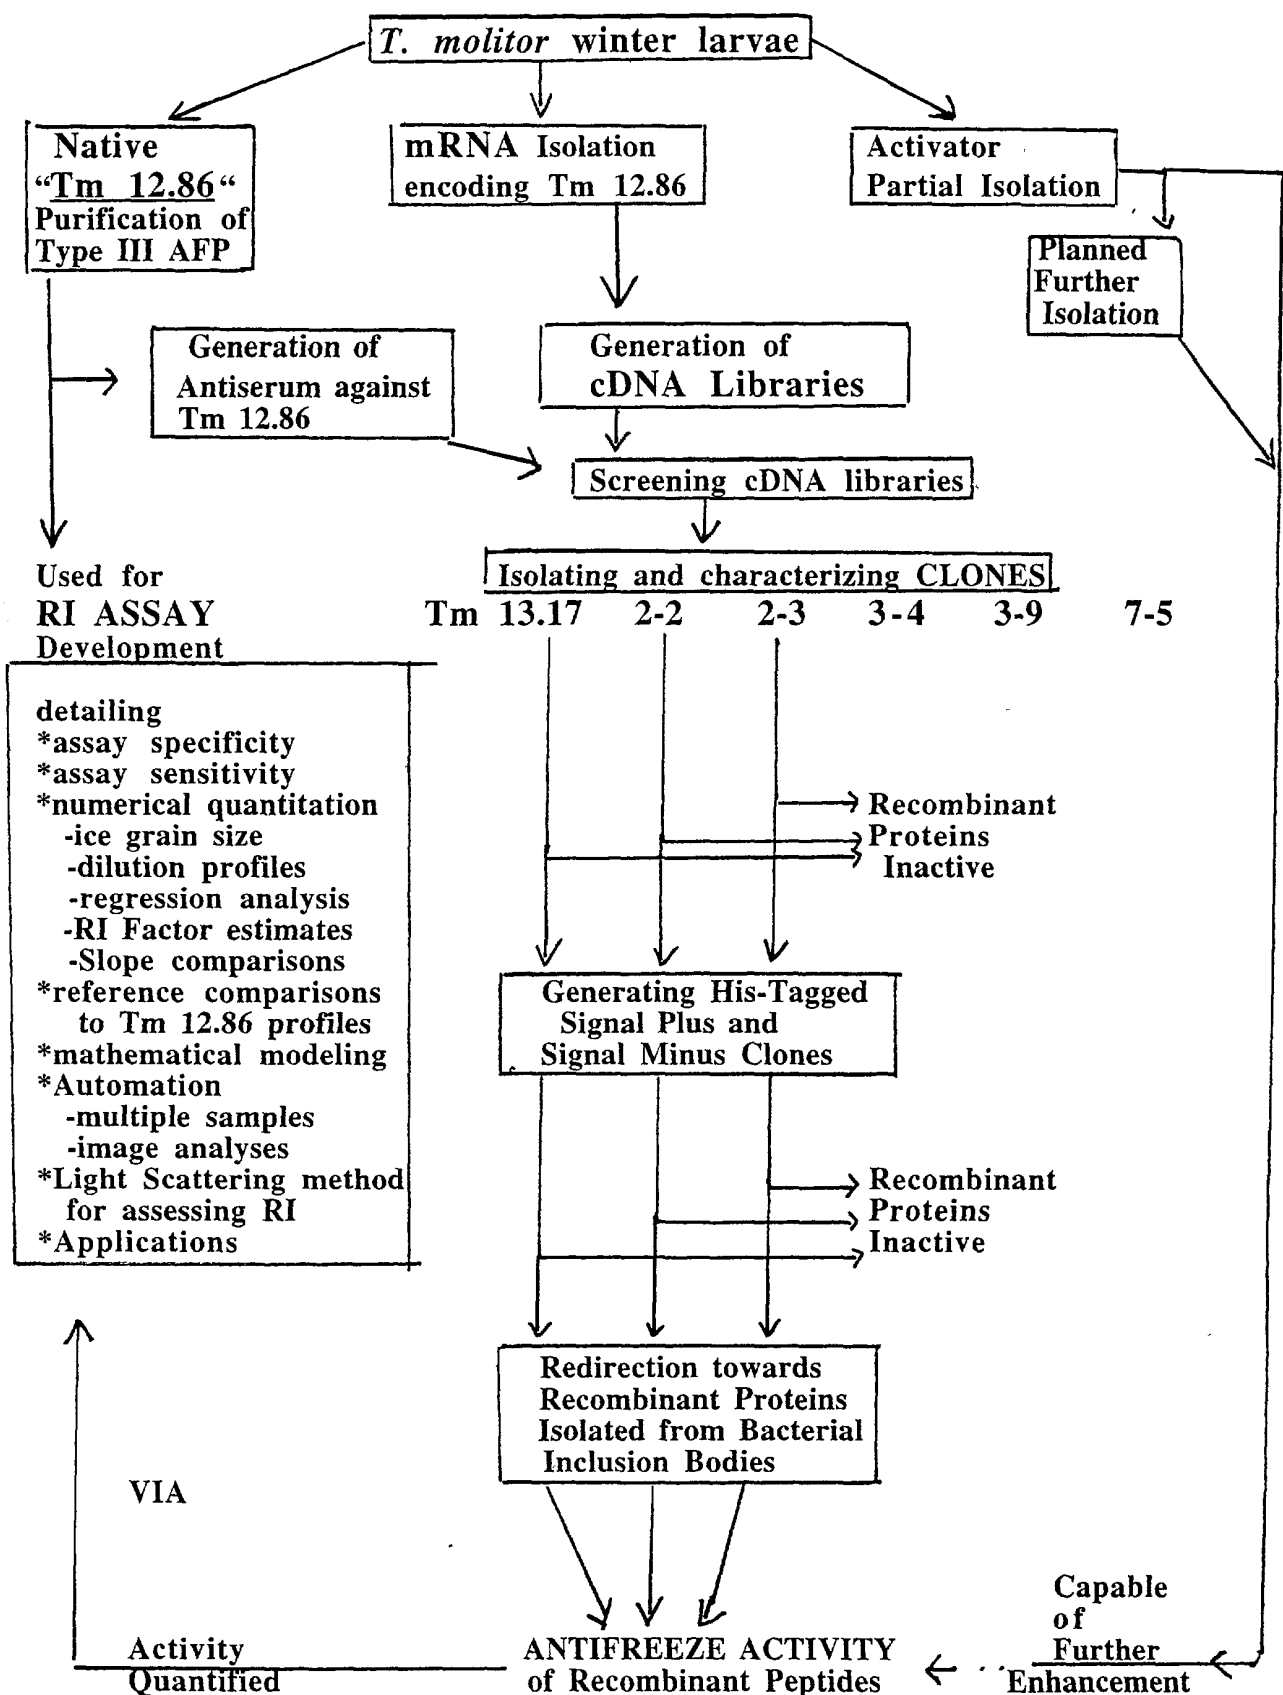 T. molitor winter larvae
Native
“Tm 12.86“
Purification of
Type III AFP
mRNA Isolation
encoding Tm 12.86
Activator
Partial Isolation
Planned
Further
Isolation
Generation of
Antiserum against
Tm 12.86
Generation of
cDNA Libraries
Screening cDNA libraries
Used for
RI ASSAY
Development
Isolating and characterizing CLONES
Tm 13.17 2-2 2-3 3-4 3-9 7-5
detailing
*assay specificity
*assay sensitivity
*numerical quantitation
-ice grain size
-dilution profiles
-regression analysis
-RI Factor estimates
-Slope comparisons
*reference comparisons
to Tm 12.86 profiles
*mathematical modeling
*Automation
-multiple samples
-image analyses
*Light Scattering method
for assessing RI
*Applications
Recombinant
Proteins
Inactive
Generating His-Tagged
Signal Plus and
Signal Minus Clones
Recombinant
Proteins
Inactive
Redirection towards
Recombinant Proteins
Isolated from Bacterial
Inclusion Bodies
VIA
Activity
Quantified
ANTIFREEZE ACTIVITY
of Recombinant Peptides
Capable
of
Further
Enhancement